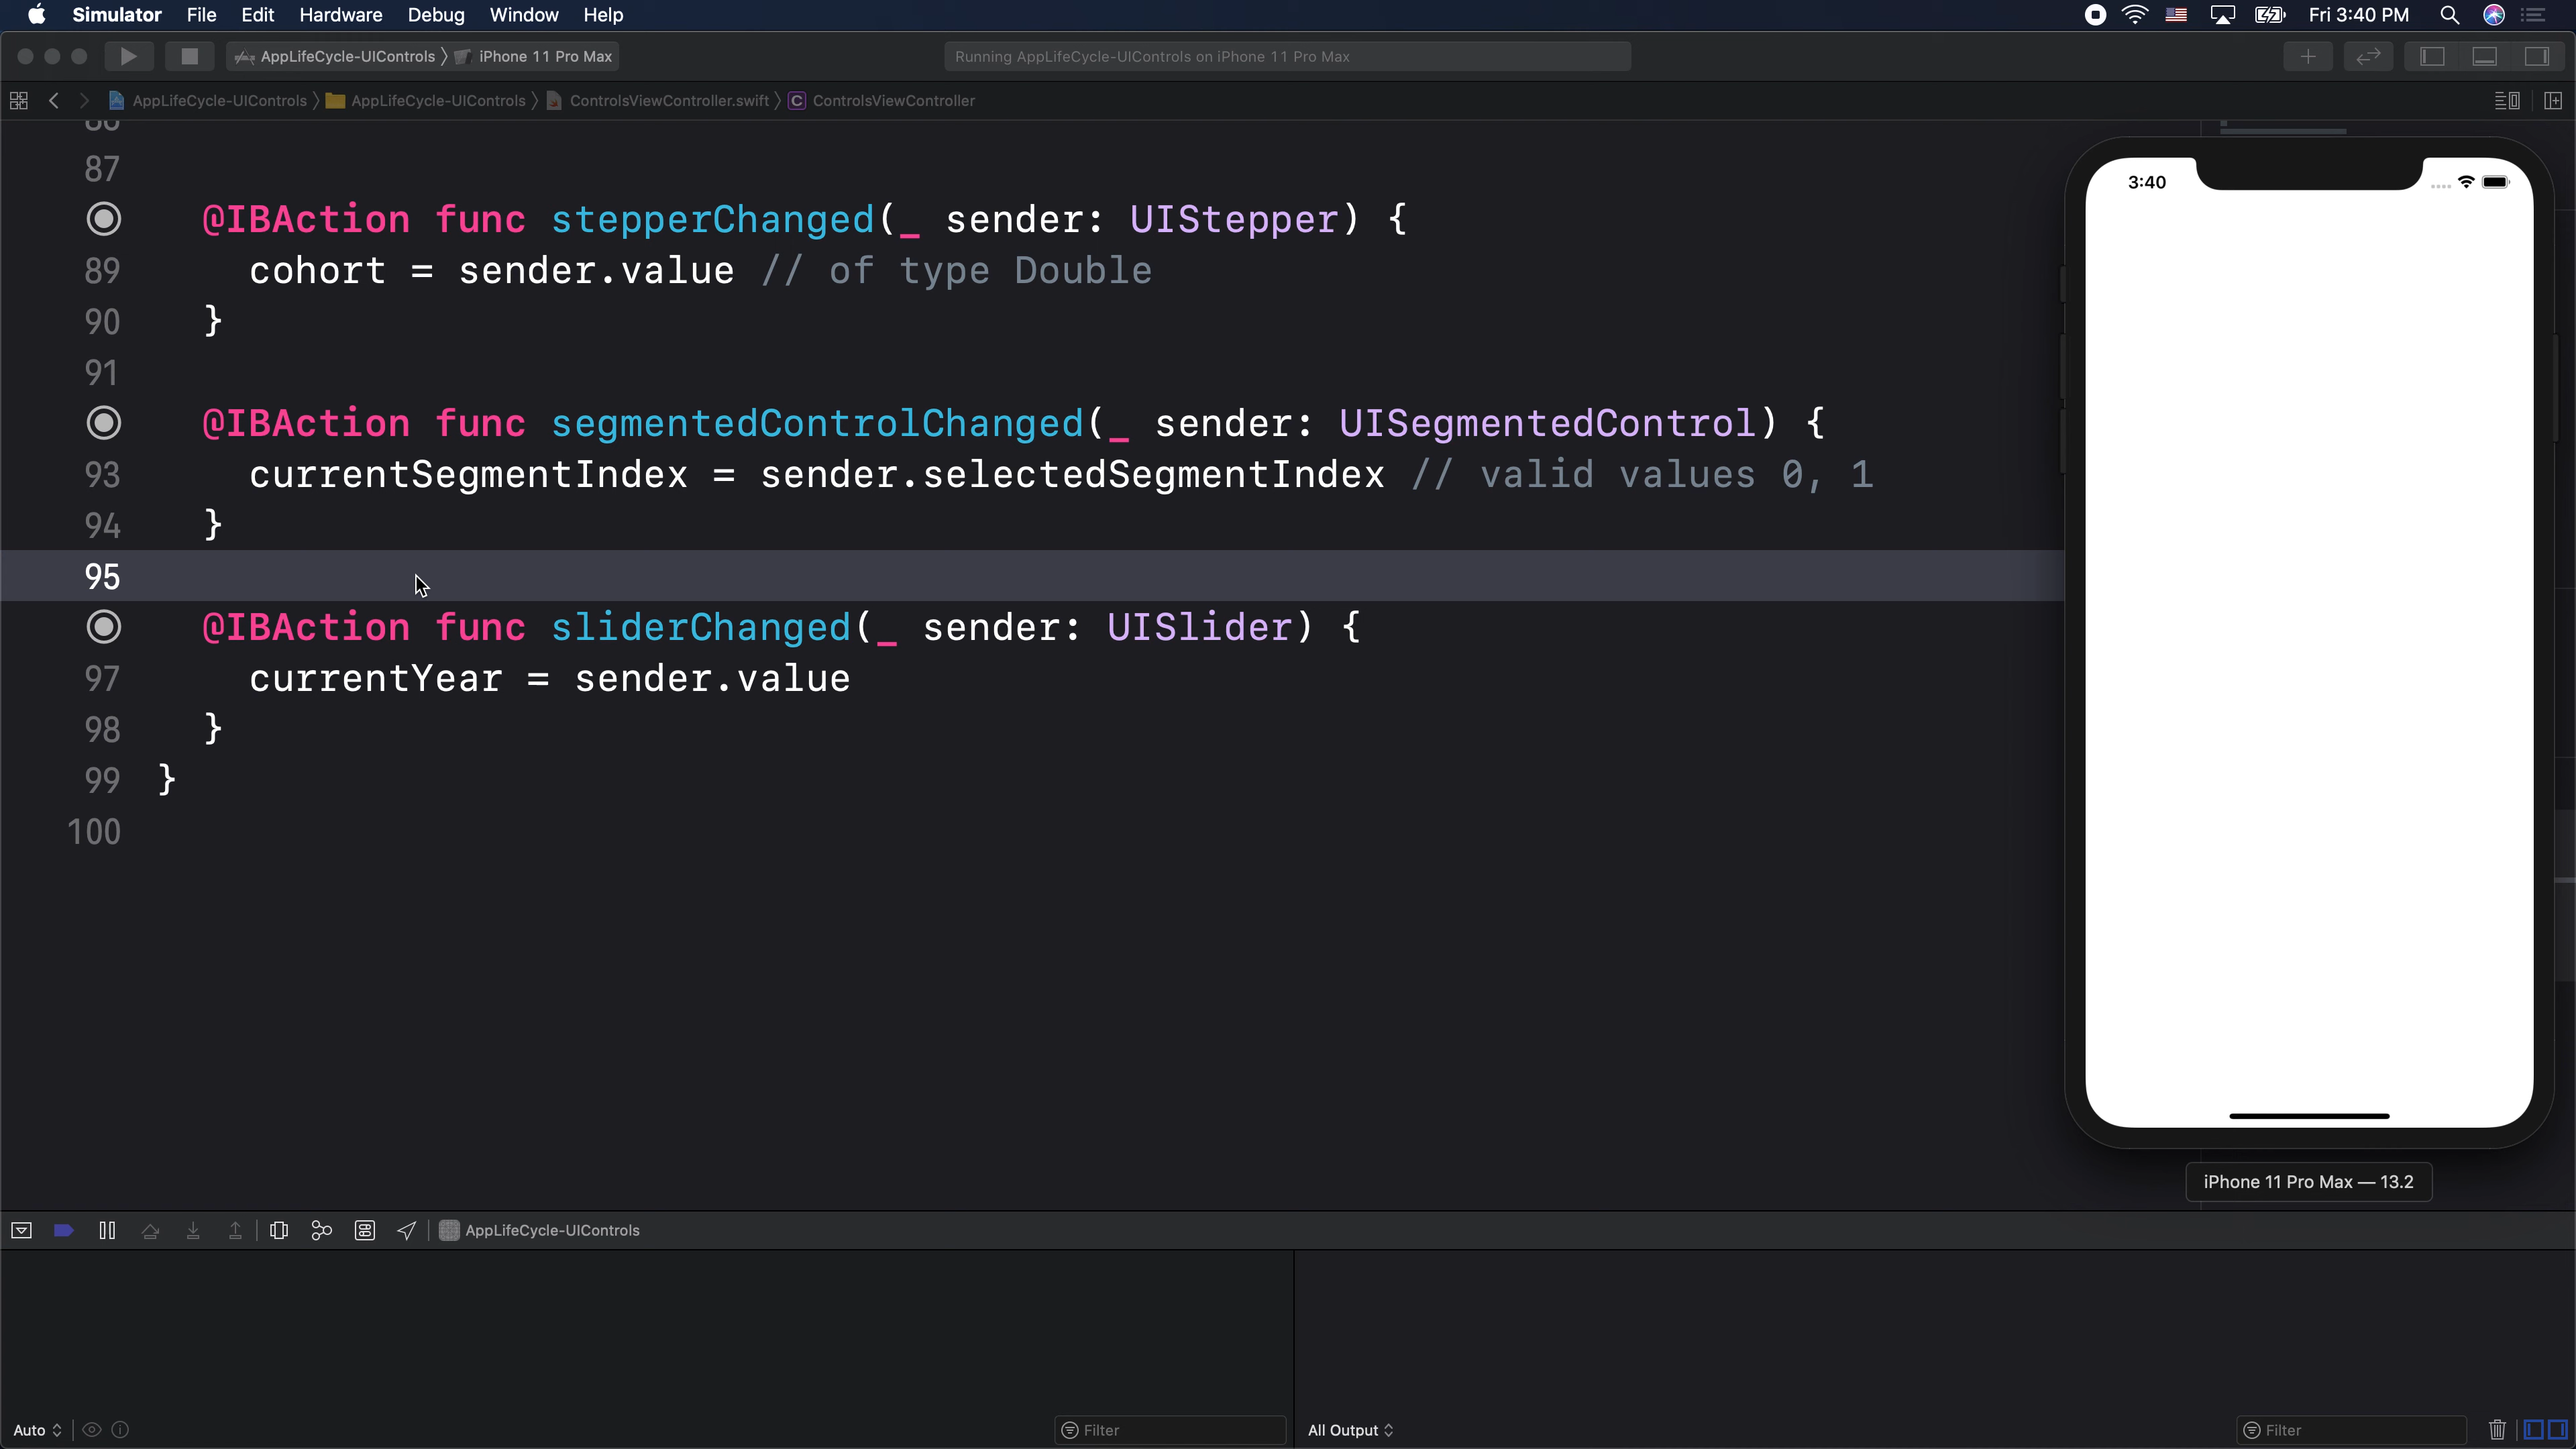 Simulator File Edit Hardware Debug Window Help Fri 3:40 PM
AppLifeCycle-UIControls iPhone 11 Pro Max Running AppLifeCycle-UIControls on iPhone 11 Pro Max
AppLifeCycle-UIControls AppLifeCycle-UIControls ControlsViewController.swift C ControlsViewController
87
@IBAction func stepperChanged(_ sender: UIStepper) {
89 cohort = sender.value // of type Double
90 }
91
@IBAction func segmentedControlChanged(_ sender: UISegmentedControl) {
93 currentSegmentIndex = sender.selectedSegmentIndex // valid values 0, 1
94 }
95
@IBAction func sliderChanged(_ sender: UISlider) {
97 currentYear = sender.value
98 }
99 }
100
3:40
iPhone 11 Pro Max — 13.2
AppLifeCycle-UIControls
Auto Filter All Output Filter